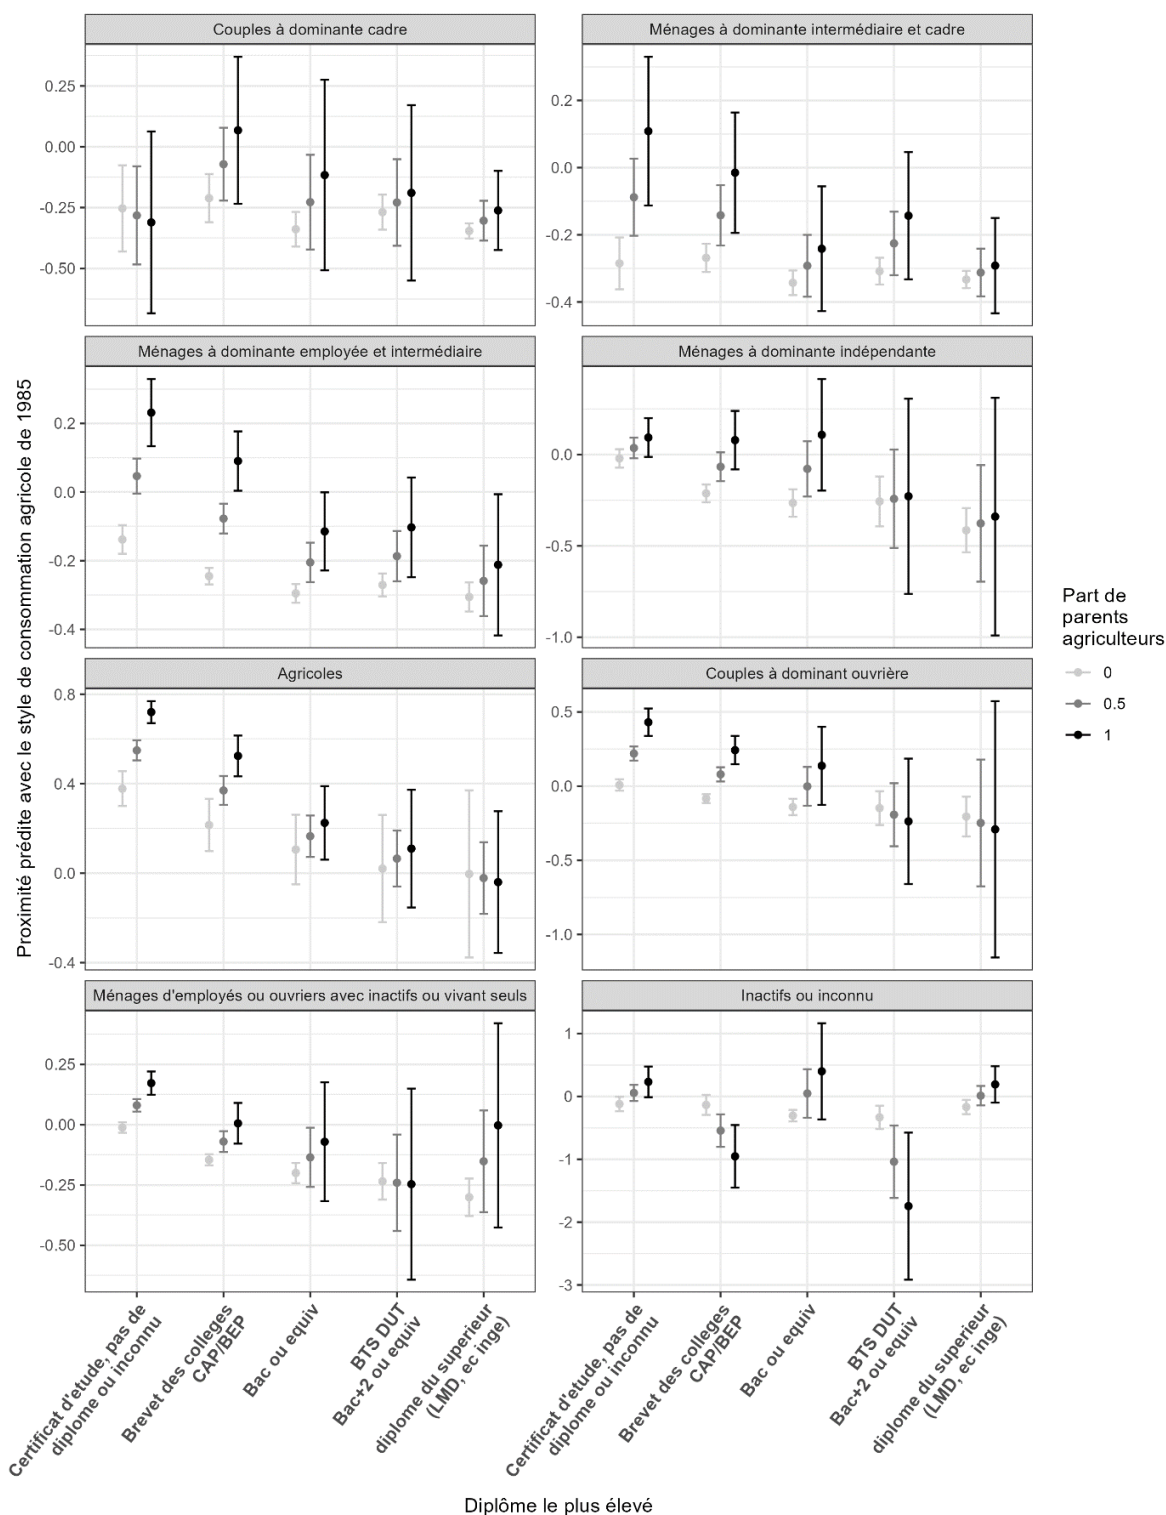 Couples à dominante cadre
Ménages à dominante intermédiaire et cadre
0.25
0.00
-0.25
-0.50
0.2
0.0
-0.2
-0.4
Ménages à dominante employée et intermédiaire
Ménages à dominante indépendante
0.2
0.0
-0.2
-0.4
0.0
-0.5
-1.0
Proximité prédite avec le style de consommation agricole de 1985
Agricoles
Couples à dominant ouvrière
0.8
0.4
0.0
-0.4
0.5
0.0
-0.5
-1.0
Ménages d'employés ou ouvriers avec inactifs ou vivant seuls
Inactifs ou inconnu
0.25
0.00
-0.25
-0.50
1
0
-1
-2
-3
Certificat d'etude, pas de
diplome ou inconnu
Brevet des colleges
CAP/BEP
Bac ou equiv
BTS DUT
Bac+2 ou equiv
diplome du superieur
(LMD, ec inge)
Certificat d'etude, pas de
diplome ou inconnu
Brevet des colleges
CAP/BEP
Bac ou equiv
BTS DUT
Bac+2 ou equiv
diplome du superieur
(LMD, ec inge)
Diplôme le plus élevé
Part de
parents
agriculteurs
0
0.5
1